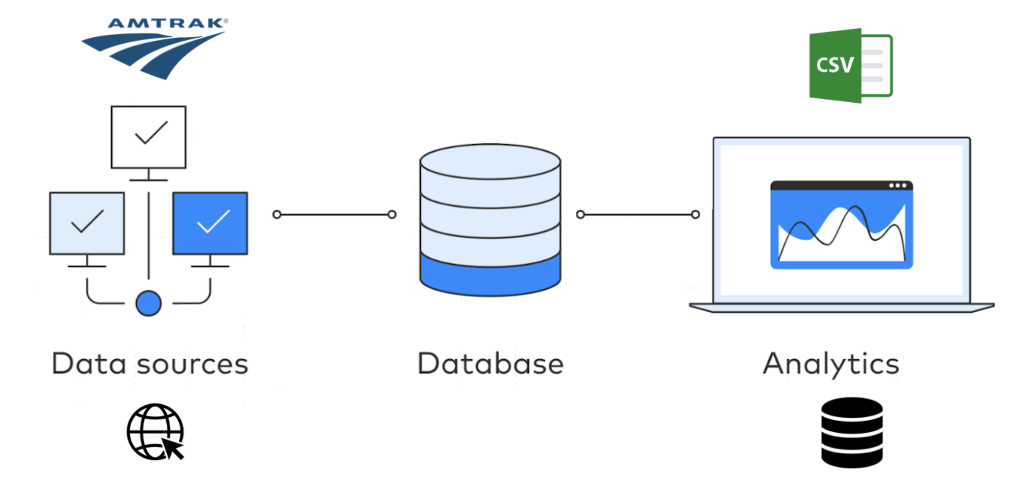 AMTRAK®
CSV
Data sources
Database
Analytics